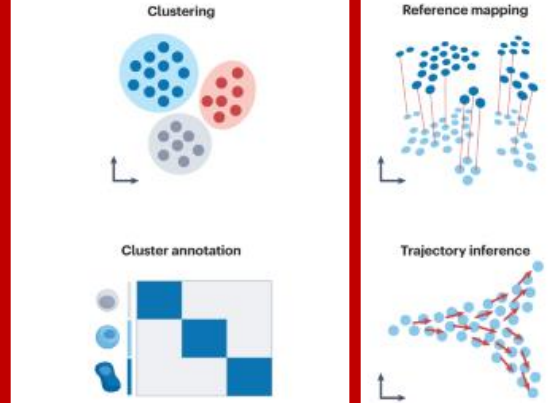 Clustering
Reference mapping
Cluster annotation
Trajectory inference